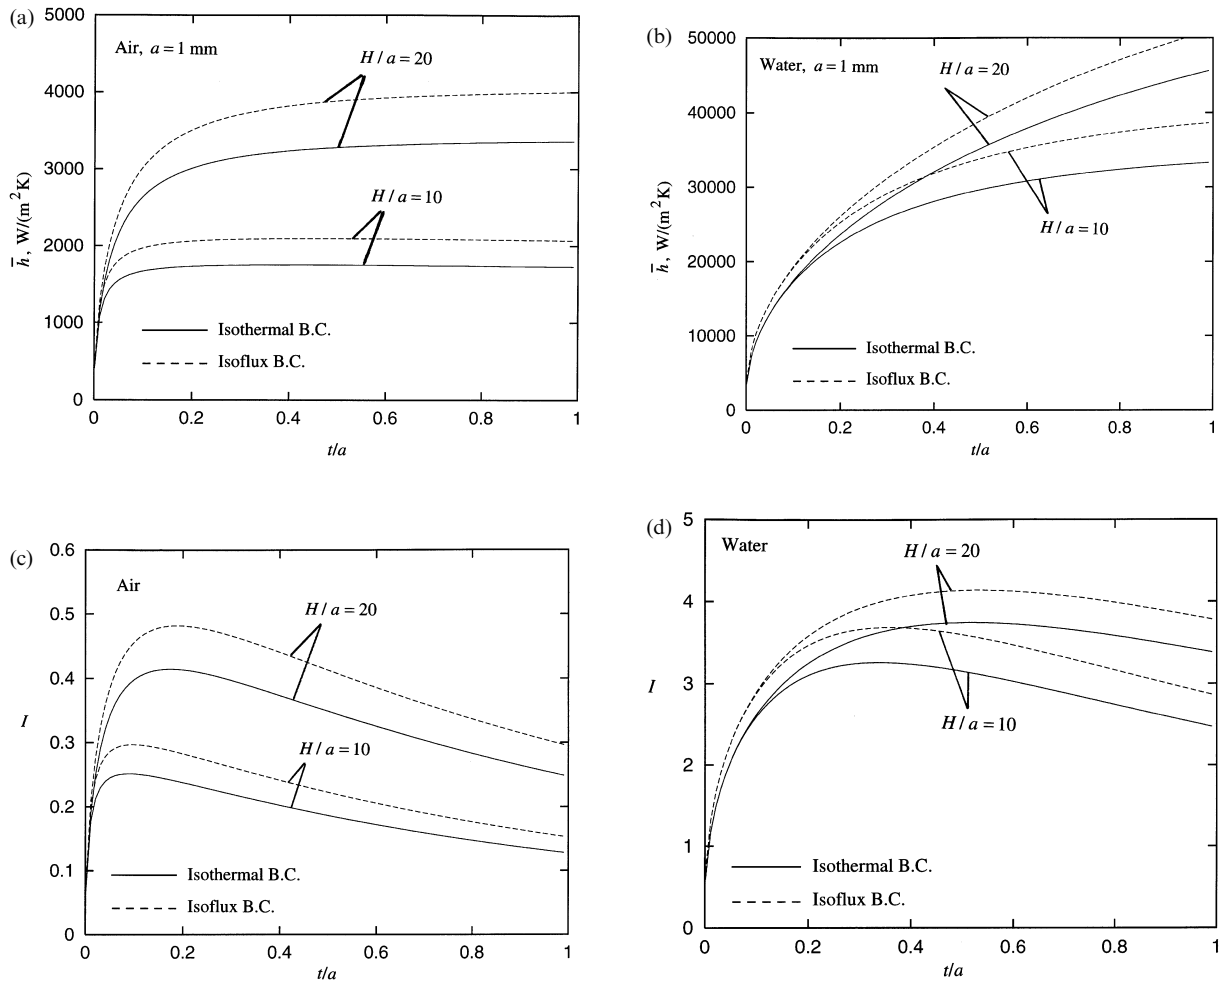 (a)
5000
4000
3000
2000
1000
0
h̅, W/(m²K)
Air, a = 1 mm
H / a = 20
H / a = 10
Isothermal B.C.
Isoflux B.C.
0 0.2 0.4 0.6 0.8 1
t/a
(b)
50000
40000
30000
20000
10000
0
h̅, W/(m²K)
Water, a = 1 mm
H / a = 20
H / a = 10
Isothermal B.C.
Isoflux B.C.
0 0.2 0.4 0.6 0.8 1
t/a
(c)
0.6
0.5
0.4
0.3
0.2
0.1
0
I
Air
H / a = 20
H / a = 10
Isothermal B.C.
Isoflux B.C.
0 0.2 0.4 0.6 0.8 1
t/a
(d)
5
4
3
2
1
0
I
Water
H / a = 20
H / a = 10
Isothermal B.C.
Isoflux B.C.
0 0.2 0.4 0.6 0.8 1
t/a